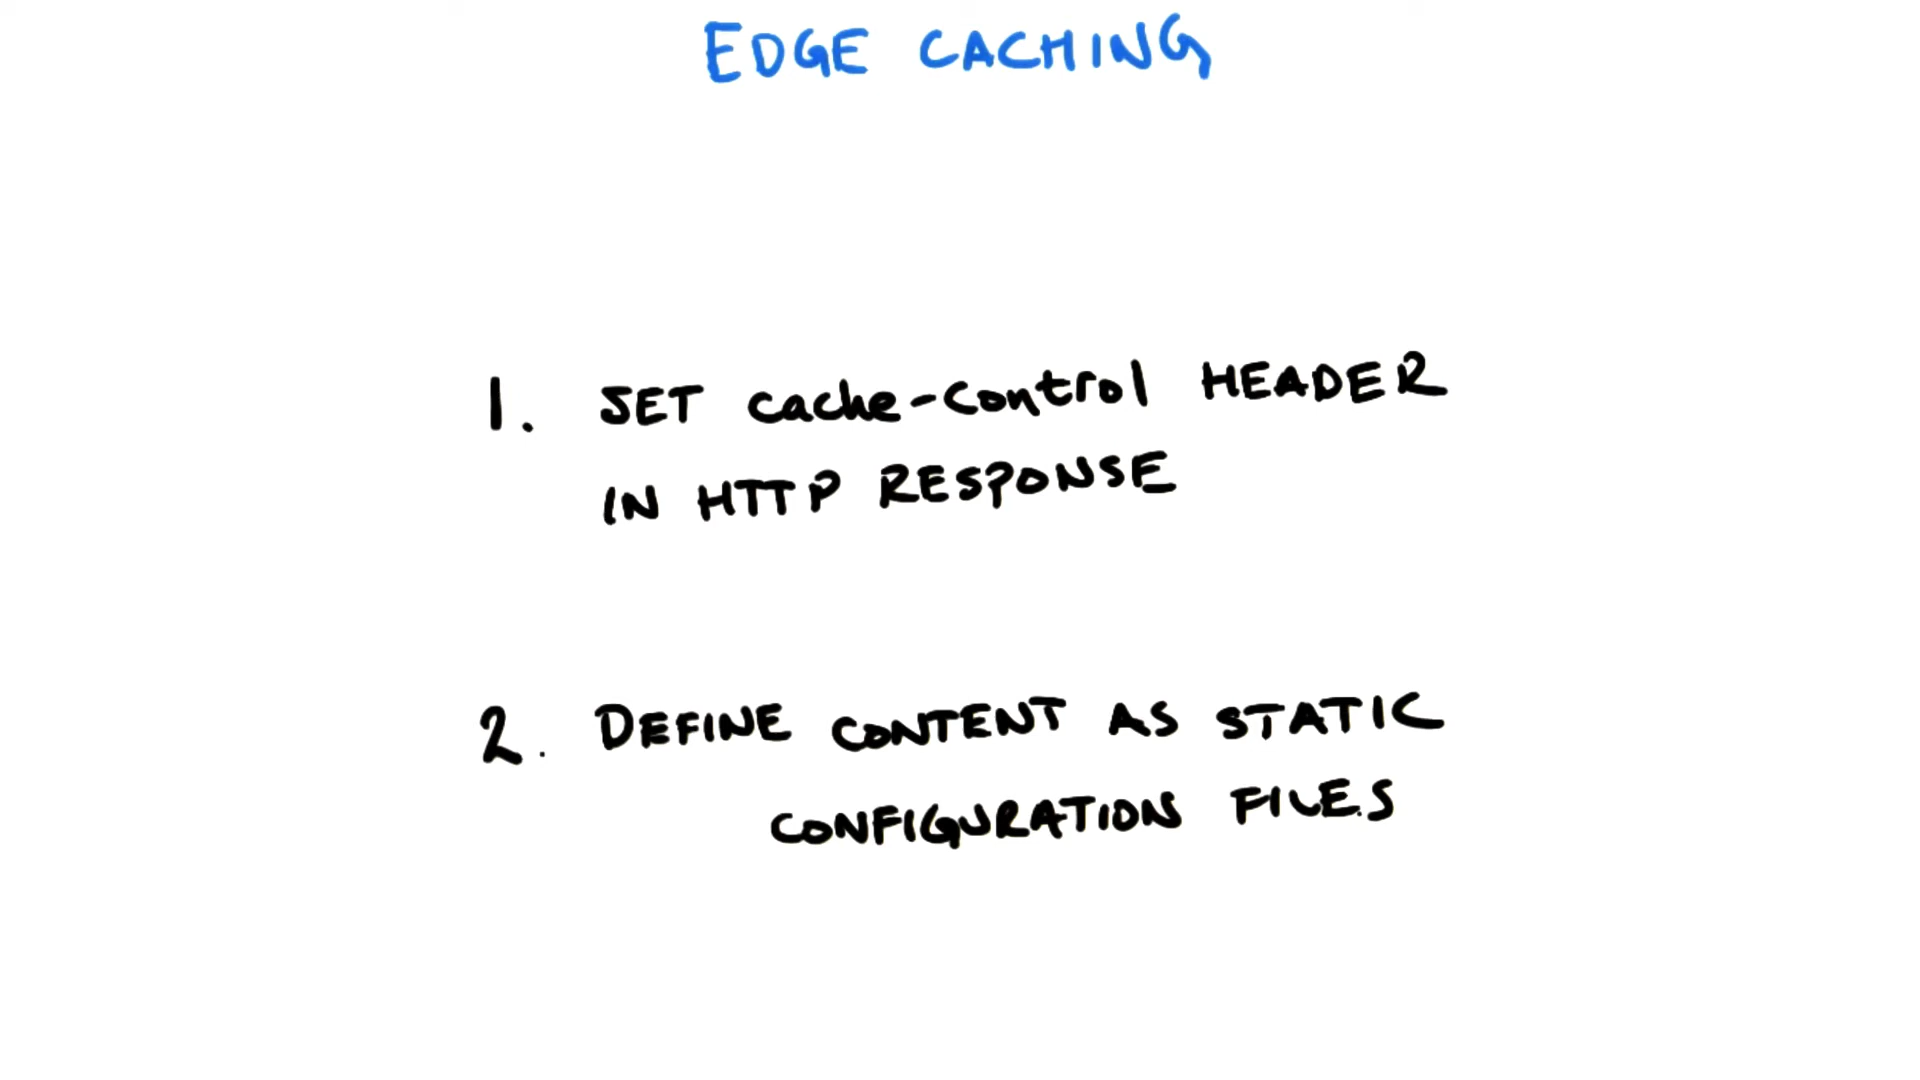 EDGE CACHING
1. SET cache-control HEADER
IN HTTP RESPONSE
2. DEFINE CONTENT AS STATIC
CONFIGURATION FILES